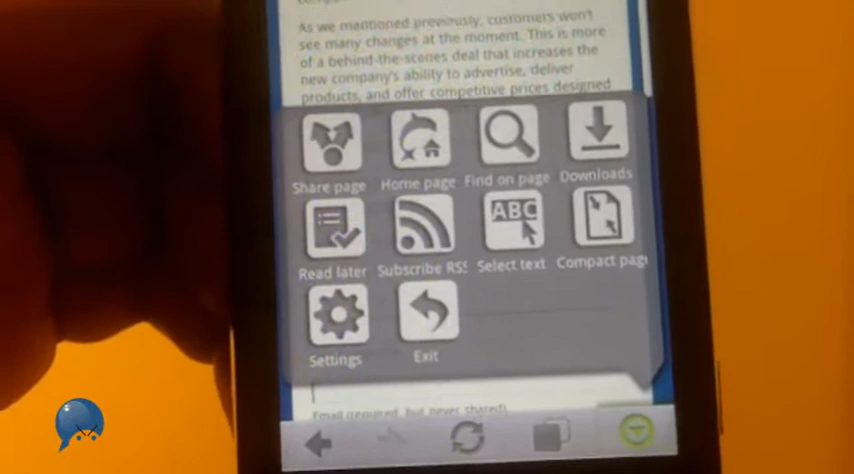 As we mentioned previously, customers won't
see many changes at the moment. This is more
of a behind-the-scenes deal that increases the
new company's ability to advertise, deliver
products, and offer competitive prices designed
Share page
Home page
Find on page
Downloads
Read later
Subscribe RSS
ABC
Select text
Compact page
Settings
Exit
Email (required, but never shared)